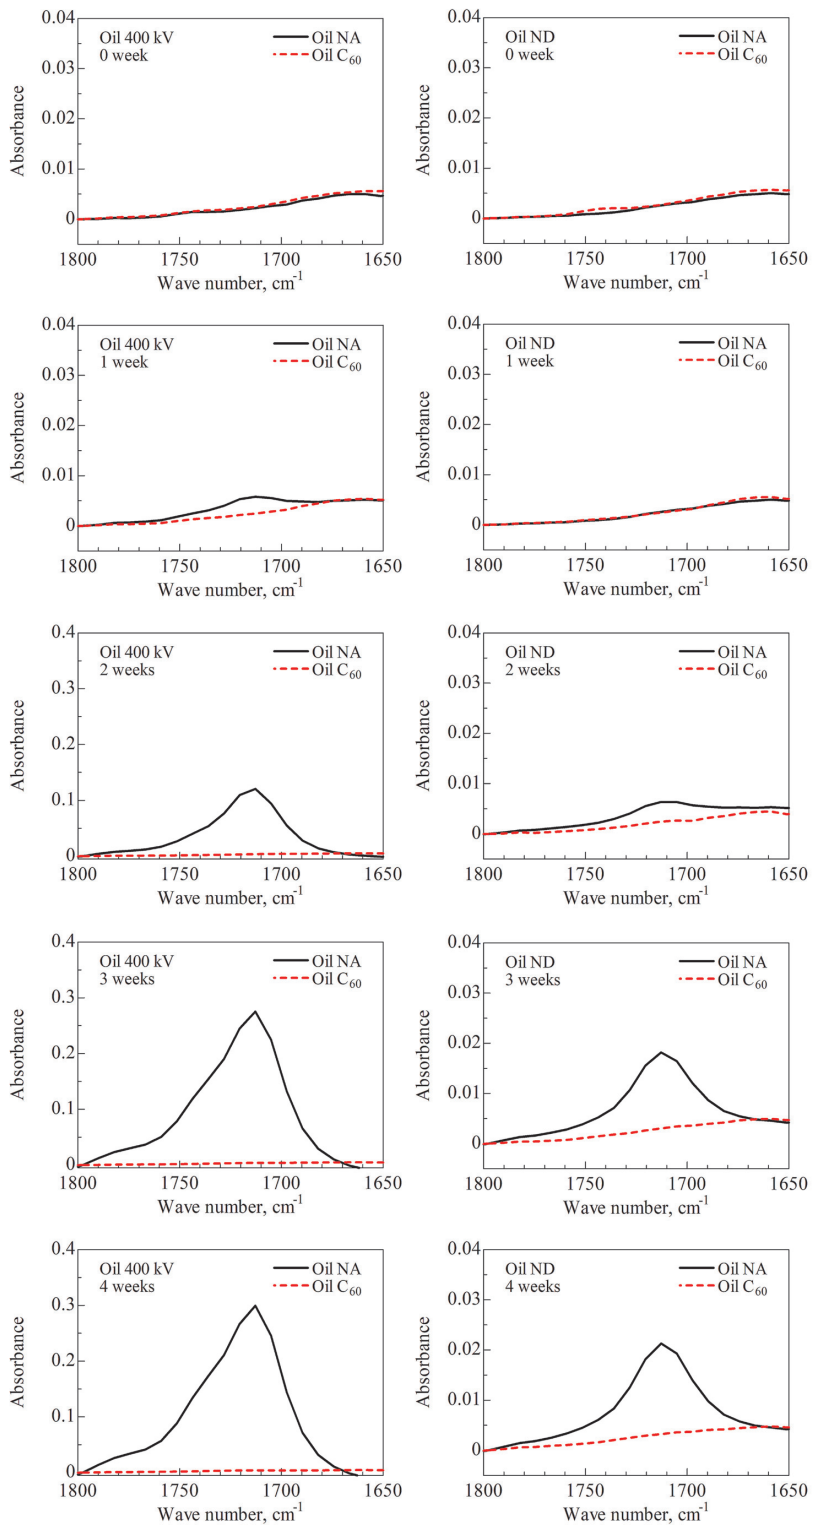 Oil 400 kV
0 week
Oil NA
Oil C60
Absorbance
0.04
0.03
0.02
0.01
0
1800 1750 1700 1650
Wave number, cm-1
Oil ND
0 week
Oil NA
Oil C60
Absorbance
0.04
0.03
0.02
0.01
0
1800 1750 1700 1650
Wave number, cm-1
Oil 400 kV
1 week
Oil NA
Oil C60
Absorbance
0.04
0.03
0.02
0.01
0
1800 1750 1700 1650
Wave number, cm-1
Oil ND
1 week
Oil NA
Oil C60
Absorbance
0.04
0.03
0.02
0.01
0
1800 1750 1700 1650
Wave number, cm-1
Oil 400 kV
2 weeks
Oil NA
Oil C60
Absorbance
0.4
0.3
0.2
0.1
0
1800 1750 1700 1650
Wave number, cm-1
Oil ND
2 weeks
Oil NA
Oil C60
Absorbance
0.04
0.03
0.02
0.01
0
1800 1750 1700 1650
Wave number, cm-1
Oil 400 kV
3 weeks
Oil NA
Oil C60
Absorbance
0.4
0.3
0.2
0.1
0
1800 1750 1700 1650
Wave number, cm-1
Oil ND
3 weeks
Oil NA
Oil C60
Absorbance
0.04
0.03
0.02
0.01
0
1800 1750 1700 1650
Wave number, cm-1
Oil 400 kV
4 weeks
Oil NA
Oil C60
Absorbance
0.4
0.3
0.2
0.1
0
1800 1750 1700 1650
Wave number, cm-1
Oil ND
4 weeks
Oil NA
Oil C60
Absorbance
0.04
0.03
0.02
0.01
0
1800 1750 1700 1650
Wave number, cm-1